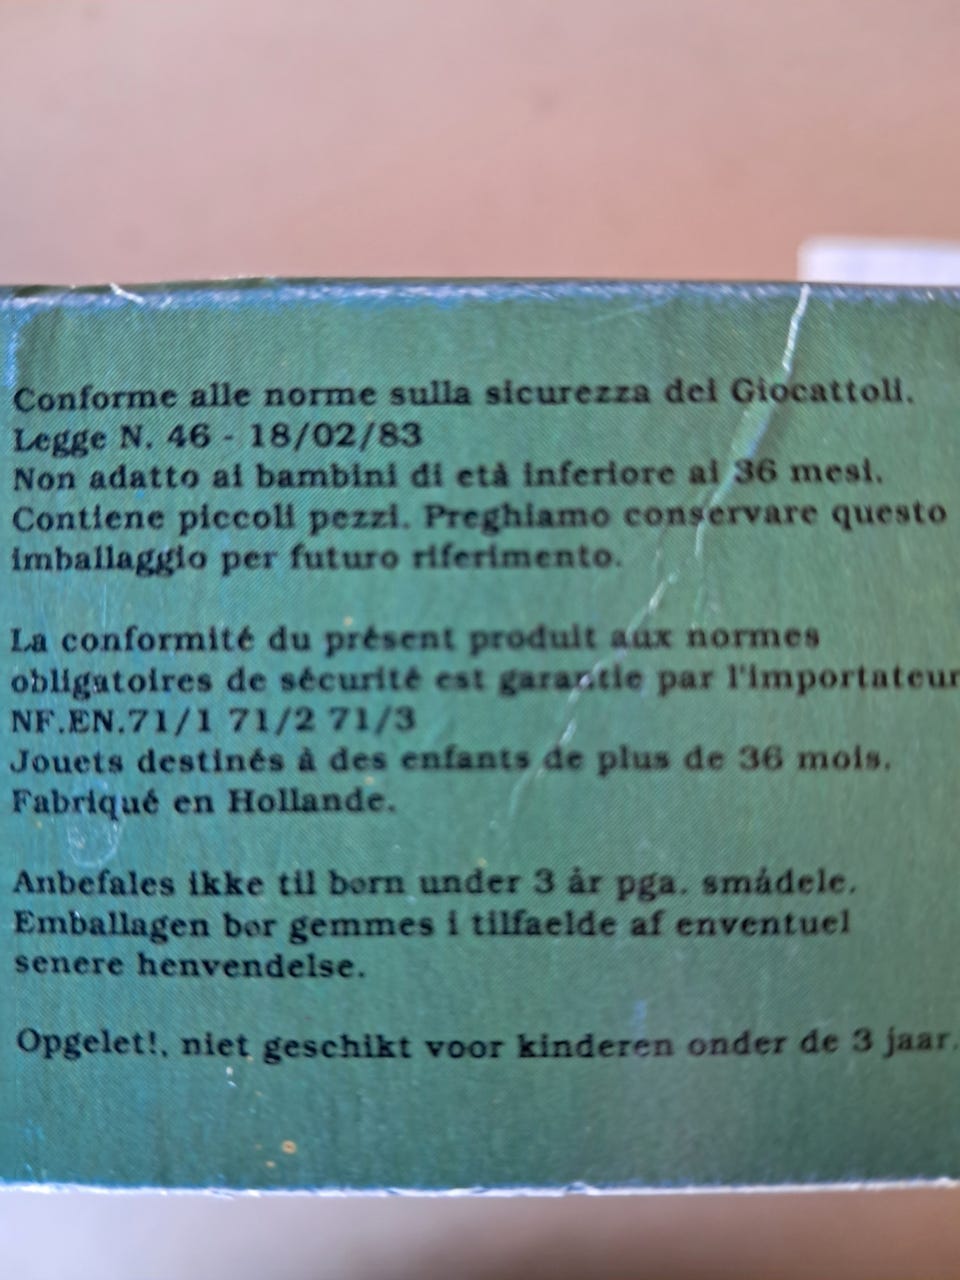 Conforme alle norme sulla sicurezza dei Giocattoli.
Legge N. 46 - 18/02/83
Non adatto ai bambini di età inferiore ai 36 mesi.
Contiene piccoli pezzi. Preghiamo conservare questo
imballaggio per futuro riferimento.
La conformité du présent produit aux normes
obligatoires de sécurité est garantie par l'importateur
NF.EN.71/1 71/2 71/3
Jouets destinés à des enfants de plus de 36 mois.
Fabriqué en Hollande.
Anbefales ikke til børn under 3 år pga. smådele.
Emballagen bør gemmes i tilfaelde af enventuel
senere henvendelse.
Opgelet!, niet geschikt voor kinderen onder de 3 jaar.